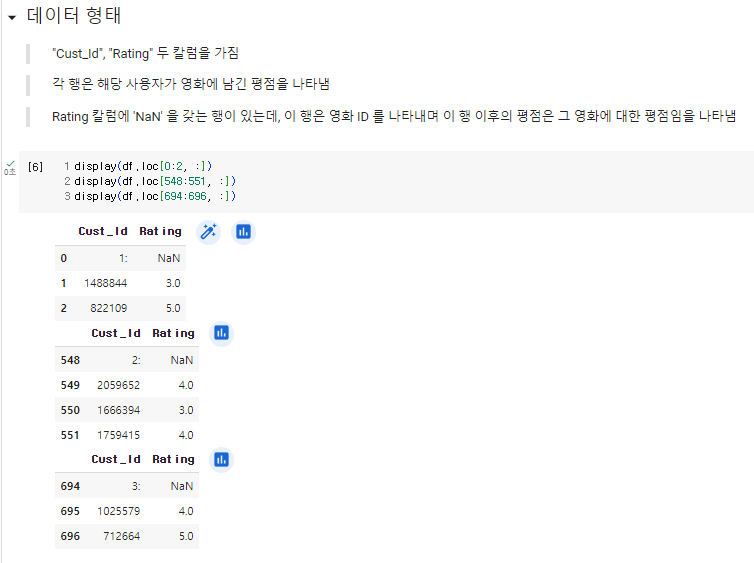 데이터 형태
"Cust_Id", "Rating" 두 칼럼을 가짐
각 행은 해당 사용자가 영화에 남긴 평점을 나타냄
Rating 칼럼에 'NaN' 을 갖는 행이 있는데, 이 행은 영화 ID 를 나타내며 이 행 이후의 평점은 그 영화에 대한 평점임을 나타냄
0초 [6] 1 display(df.loc[0:2, :])
2 display(df.loc[548:551, :])
3 display(df.loc[694:696, :])
Cust_Id Rating
0 1: NaN
1 1488844 3.0
2 822109 5.0
Cust_Id Rating
548 2: NaN
549 2059652 4.0
550 1666394 3.0
551 1759415 4.0
Cust_Id Rating
694 3: NaN
695 1025579 4.0
696 712664 5.0